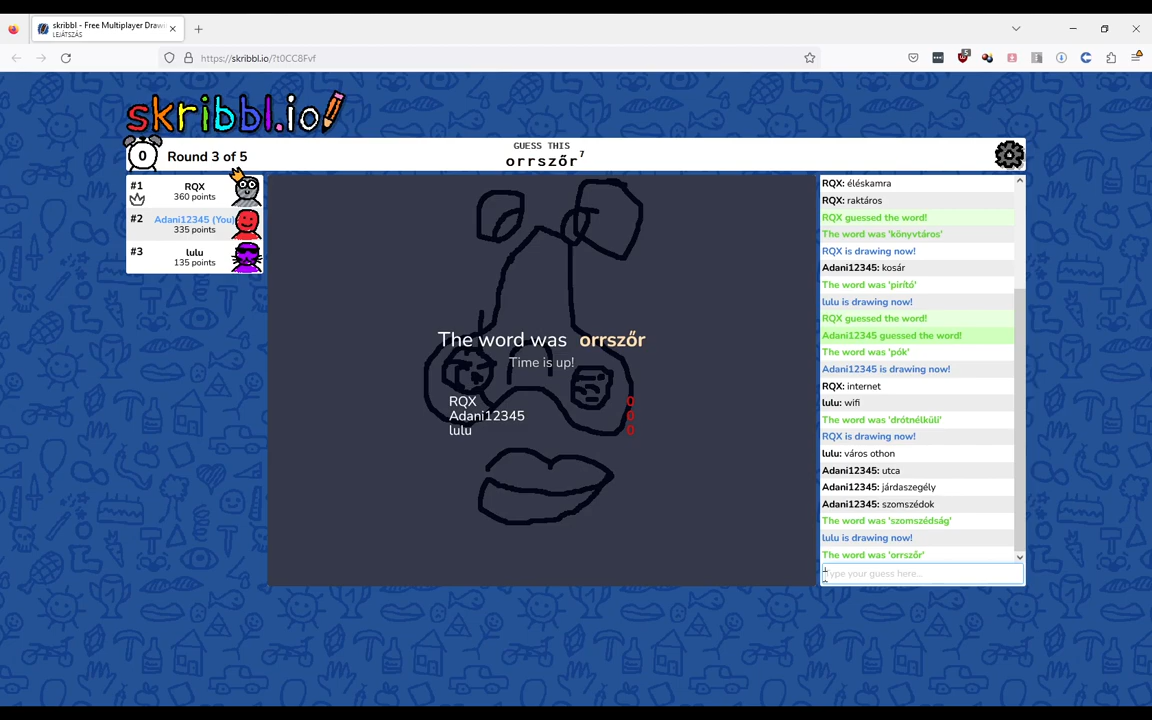 skribbl - Free Multiplayer Drawin
LEJÁTSZÁS
https://skribbl.io/?t0CC8Fvf
5
skribbl.io
0
Round 3 of 5
GUESS THIS
orrszőr 7
#1
RQX
360 points
#2
Adani12345 (You)
335 points
#3
lulu
135 points
The word was orrszőr
Time is up!
RQX 0
Adani12345 0
lulu 0
RQX: éléskamra
RQX: raktáros
RQX guessed the word!
The word was 'könyvtáros'
RQX is drawing now!
Adani12345: kosár
The word was 'pirító'
lulu is drawing now!
RQX guessed the word!
Adani12345 guessed the word!
The word was 'pók'
Adani12345 is drawing now!
RQX: internet
lulu: wifi
The word was 'drótnélküli'
RQX is drawing now!
lulu: város othon
Adani12345: utca
Adani12345: járdaszegély
Adani12345: szomszédok
The word was 'szomszédság'
lulu is drawing now!
The word was 'orrszőr'
Type your guess here...